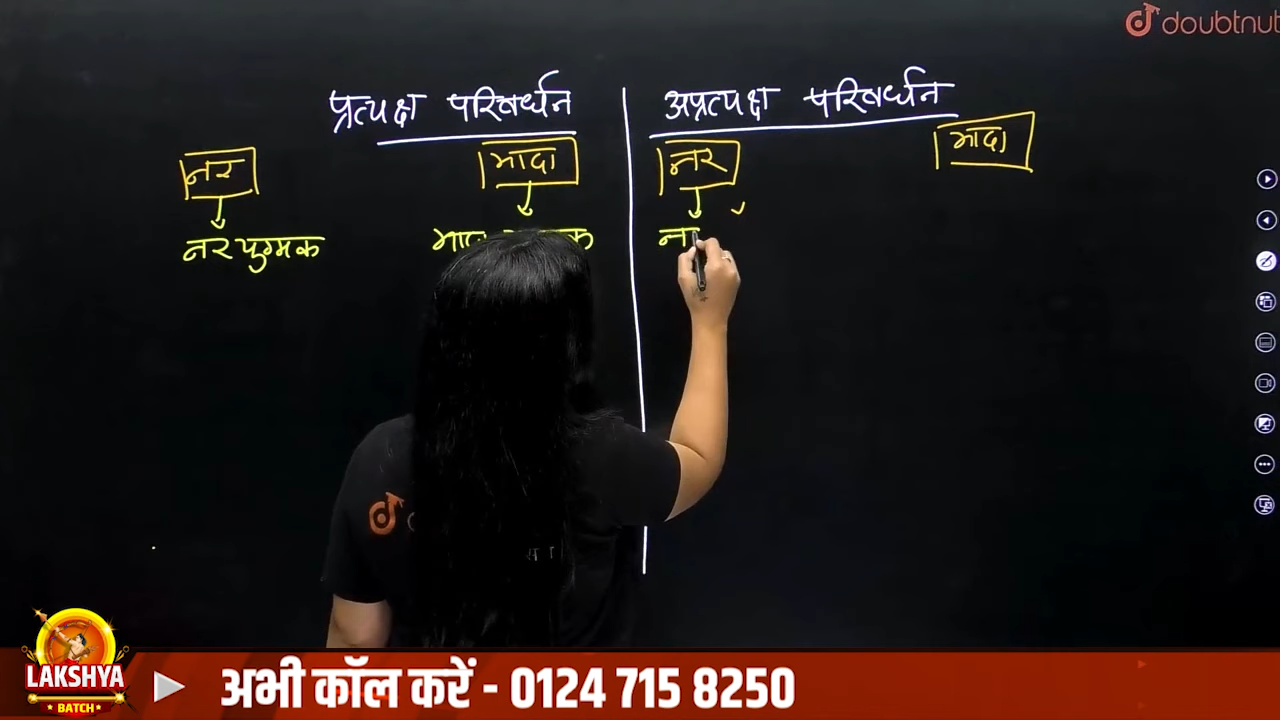 doubtnut
प्रत्यक्ष परिवर्धन
अप्रत्यक्ष परिवर्धन
नर
मादा
नर
मादा
नर युग्मक
LAKSHYA
BATCH
अभी कॉल करें - 0124 715 8250